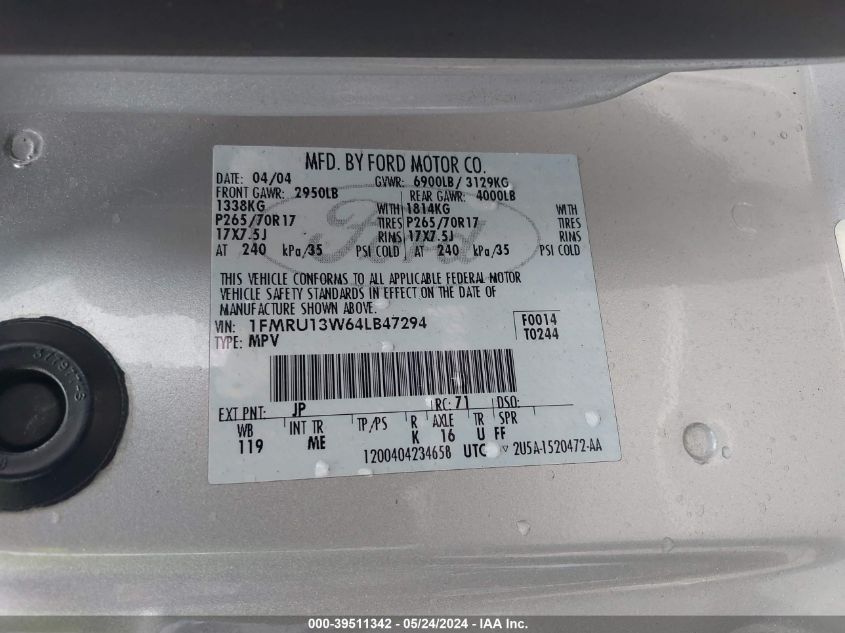 MFD. BY FORD MOTOR CO.
DATE: 04/04 GVWR: 6900LB/ 3129KG
FRONT GAWR: 2950LB REAR GAWR: 4000LB
1338KG WITH 1814KG WITH
P265/70R17 TIRES P265/70R17 TIRES
17X7.5J RIMS 17X7.5J RIMS
AT 240 kPa/35 PSI COLD AT 240 kPa/35 PSI COLD
Ford
THIS VEHICLE CONFORMS TO ALL APPLICABLE FEDERAL MOTOR
VEHICLE SAFETY STANDARDS IN EFFECT ON THE DATE OF
MANUFACTURE SHOWN ABOVE.
VIN: 1FMRU13W64LB47294 F0014
TYPE: MPV T0244
EXT PNT: JP RC: 71 DSO:
WB INT TR TP/PS R AXLE TR SPR
119 ME K 16 U FF
1200404234658 UTC ▽ 2U5A-1520472-AA
000-39511342 / 05/24/2024 - IAA Inc.